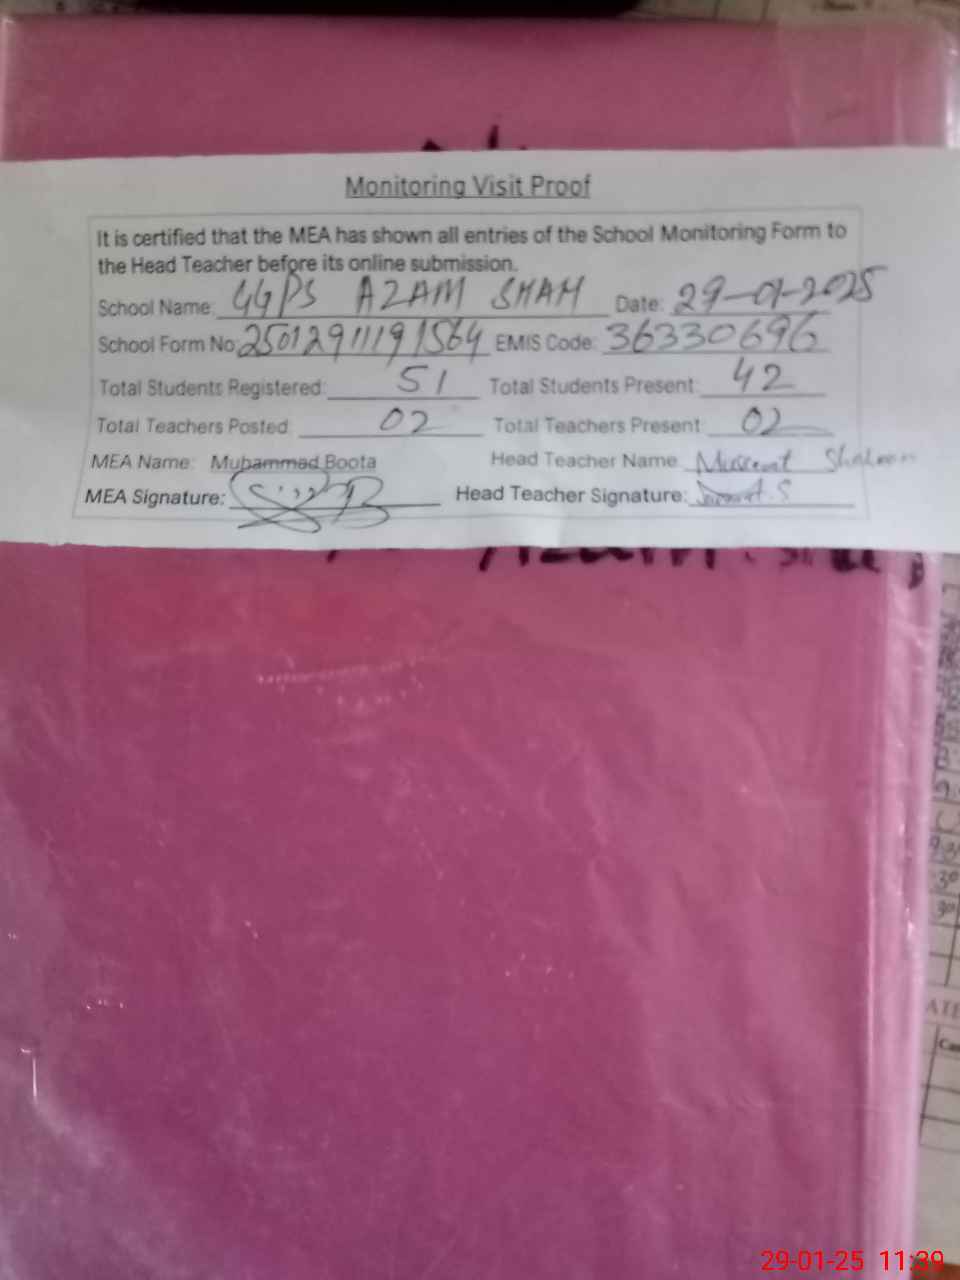 Monitoring Visit Proof
It is certified that the MEA has shown all entries of the School Monitoring Form to
the Head Teacher before its online submission.
School Name: GGPS AZAM SHAH Date: 29-01-2025
School Form No: 25012911191564 EMIS Code: 36330696
Total Students Registered: 51 Total Students Present: 42
Total Teachers Posted: 02 Total Teachers Present: 02
MEA Name: Muhammad Boota Head Teacher Name: Musarat Shaheen
MEA Signature: Head Teacher Signature:
29-01-25 11:39